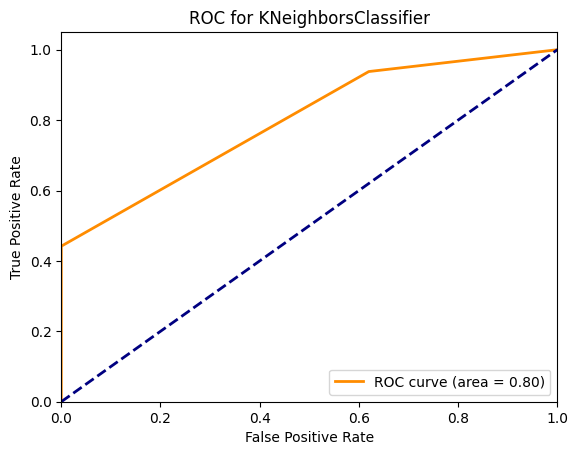 ROC for KNeighborsClassifier
True Positive Rate
1.0
0.8
0.6
0.4
0.2
0.0
ROC curve (area = 0.80)
0.0 0.2 0.4 0.6 0.8 1.0
False Positive Rate